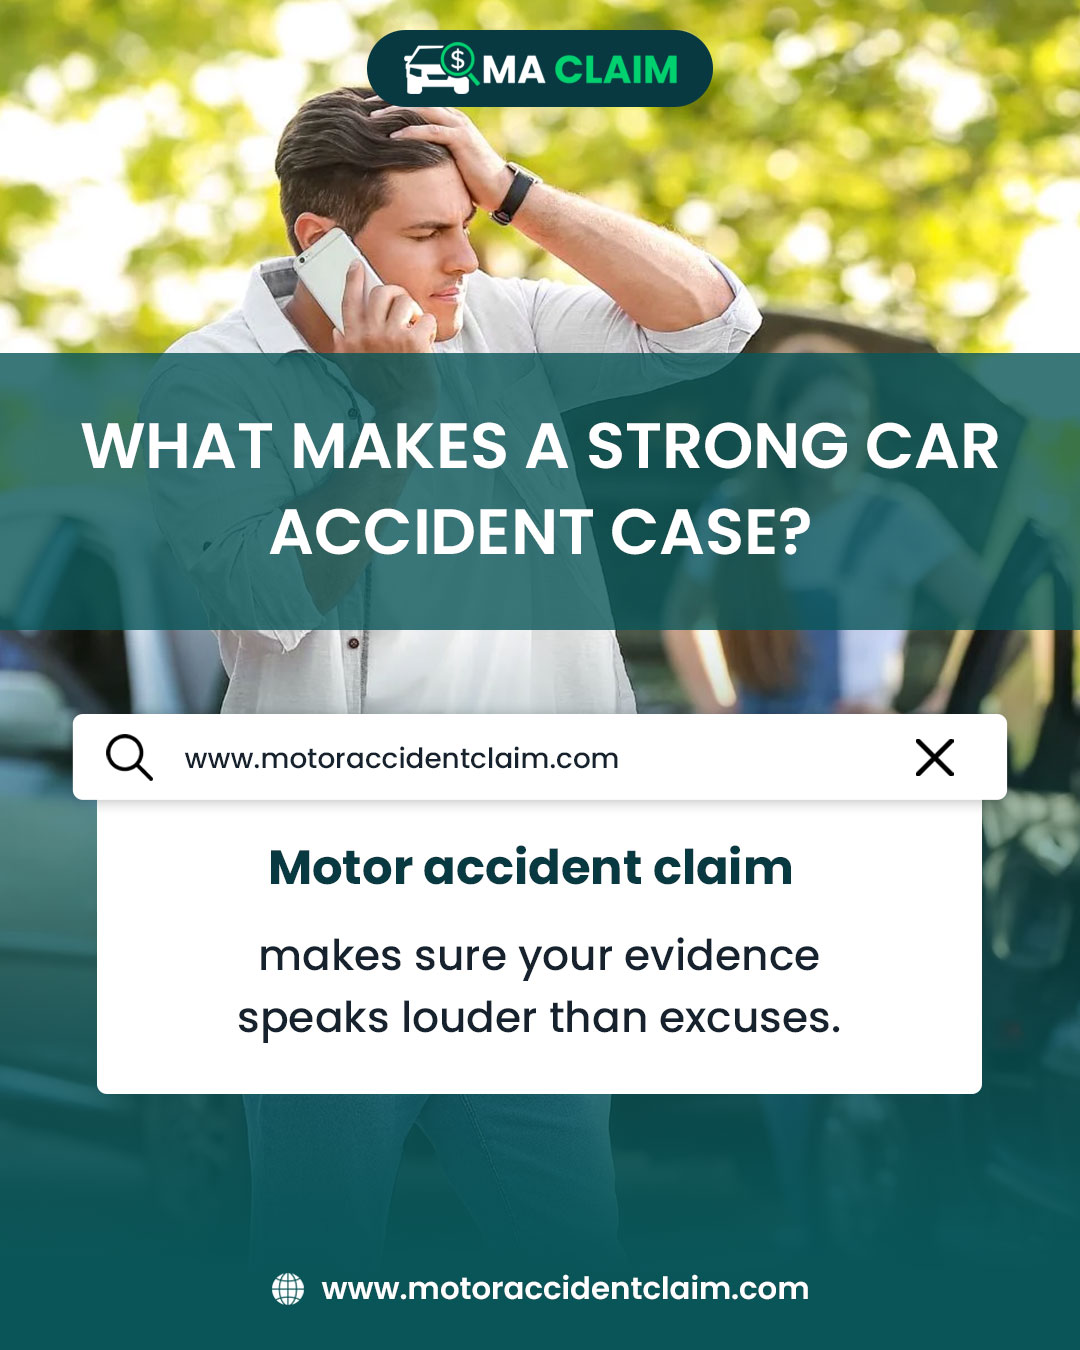 MA CLAIM
WHAT MAKES A STRONG CAR
ACCIDENT CASE?
www.motoraccidentclaim.com
Motor accident claim
makes sure your evidence
speaks louder than excuses.
www.motoraccidentclaim.com